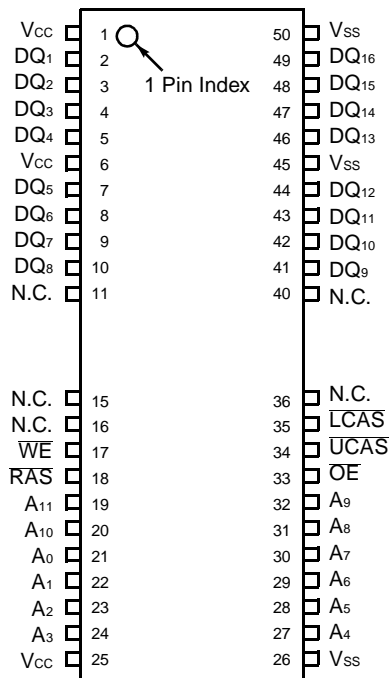 VCC 1 50 VSS
DQ1 2 49 DQ16
DQ2 3 48 DQ15
1 Pin Index
DQ3 4 47 DQ14
DQ4 5 46 DQ13
VCC 6 45 VSS
DQ5 7 44 DQ12
DQ6 8 43 DQ11
DQ7 9 42 DQ10
DQ8 10 41 DQ9
N.C. 11 40 N.C.
N.C. 15 36 N.C.
N.C. 16 35 LCAS
WE 17 34 UCAS
RAS 18 33 OE
A11 19 32 A9
A10 20 31 A8
A0 21 30 A7
A1 22 29 A6
A2 23 28 A5
A3 24 27 A4
VCC 25 26 VSS